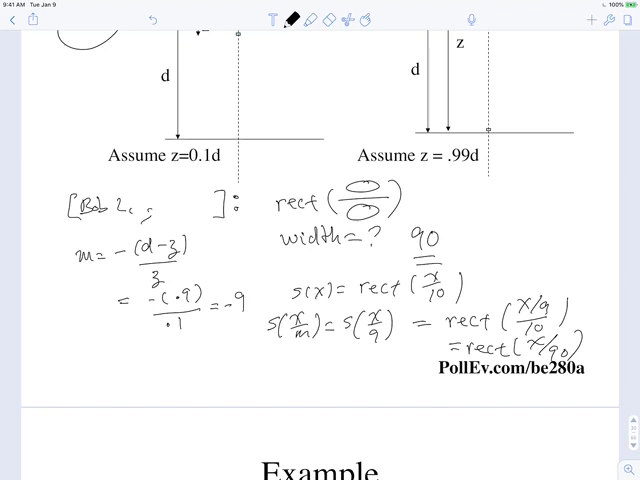 9:41 AM Tue Jan 9
100%
d
d
z
Assume z=0.1d
Assume z = .99d
[Bob L, ; ]: rect( )
width=? 90
m= -(d-z)/z
= -(.9)/.1 = -9
s(x)= rect(x/10)
s(x/m)= s(x/9) = rect((x/9)/10)
=rect(x/90)
PollEv.com/be280a
Example